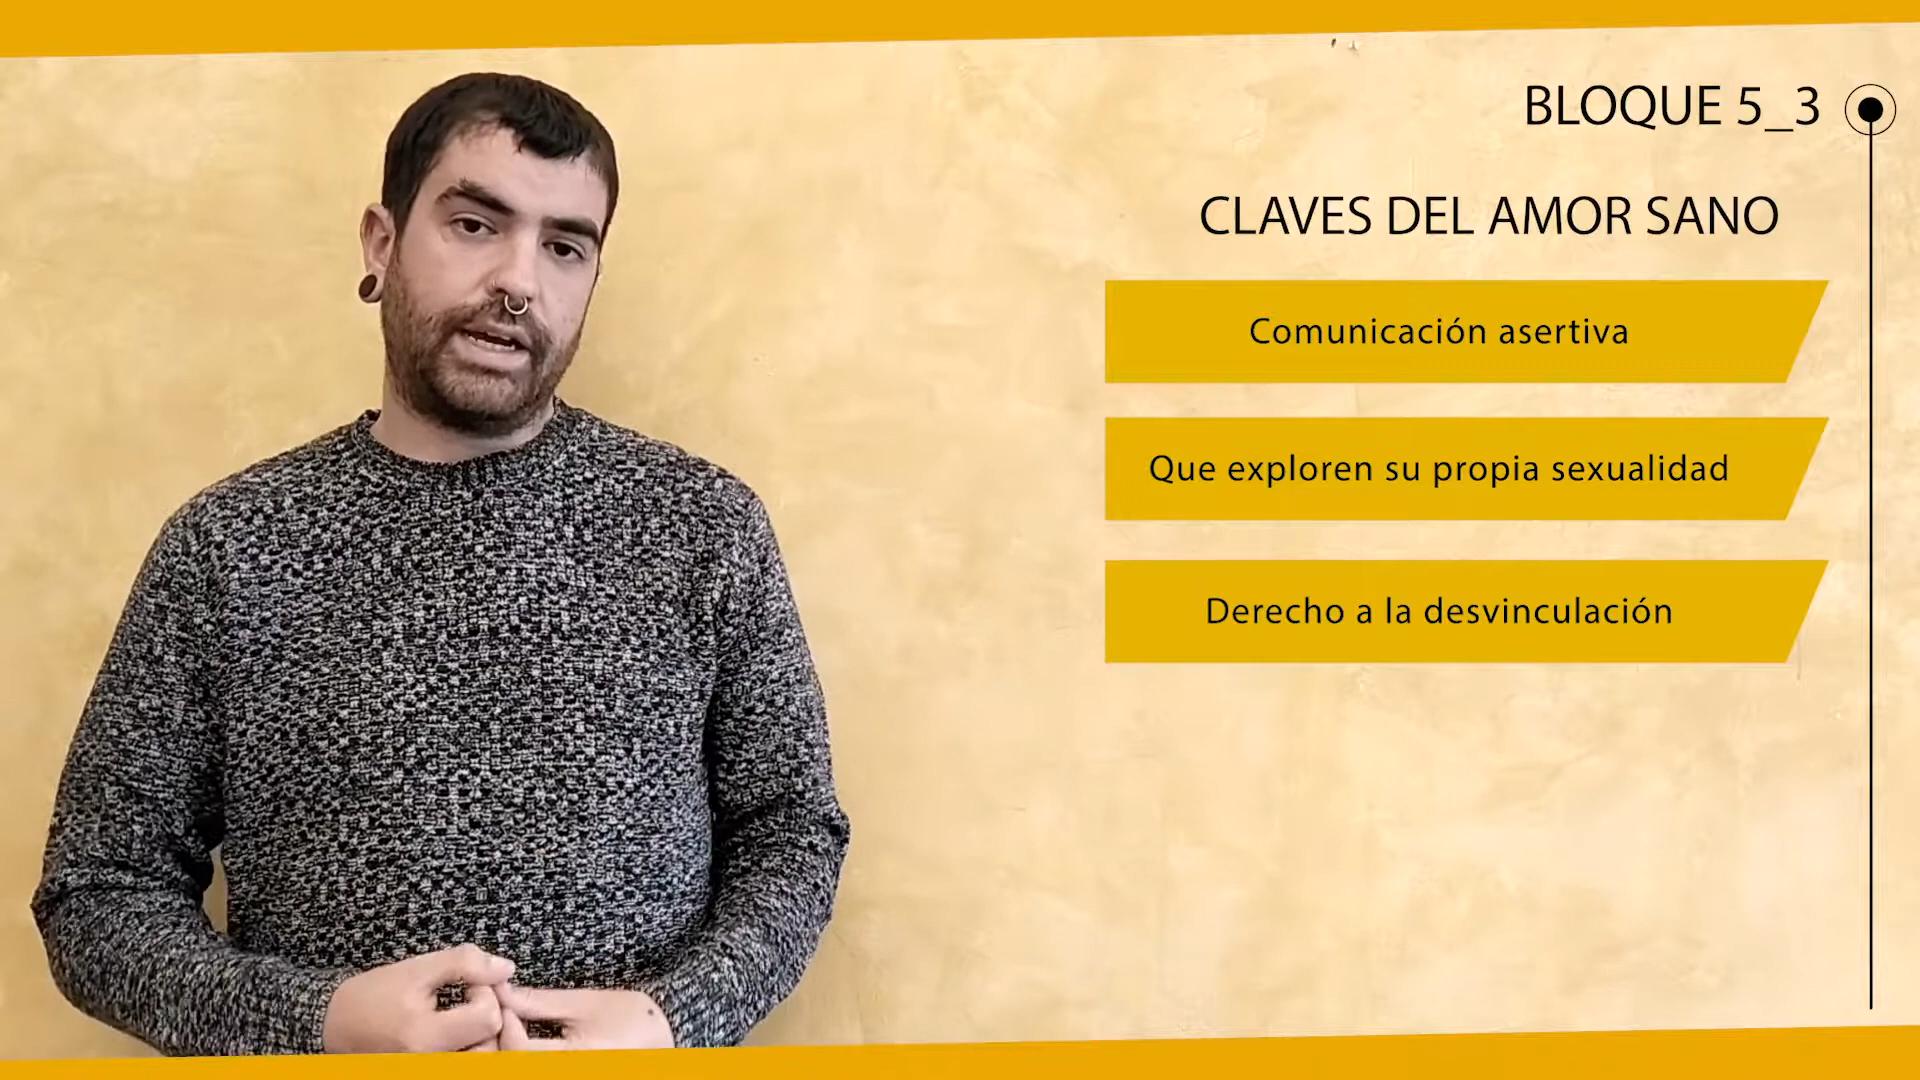 BLOQUE 5_3
CLAVES DEL AMOR SANO
Comunicación asertiva
Que exploren su propia sexualidad
Derecho a la desvinculación